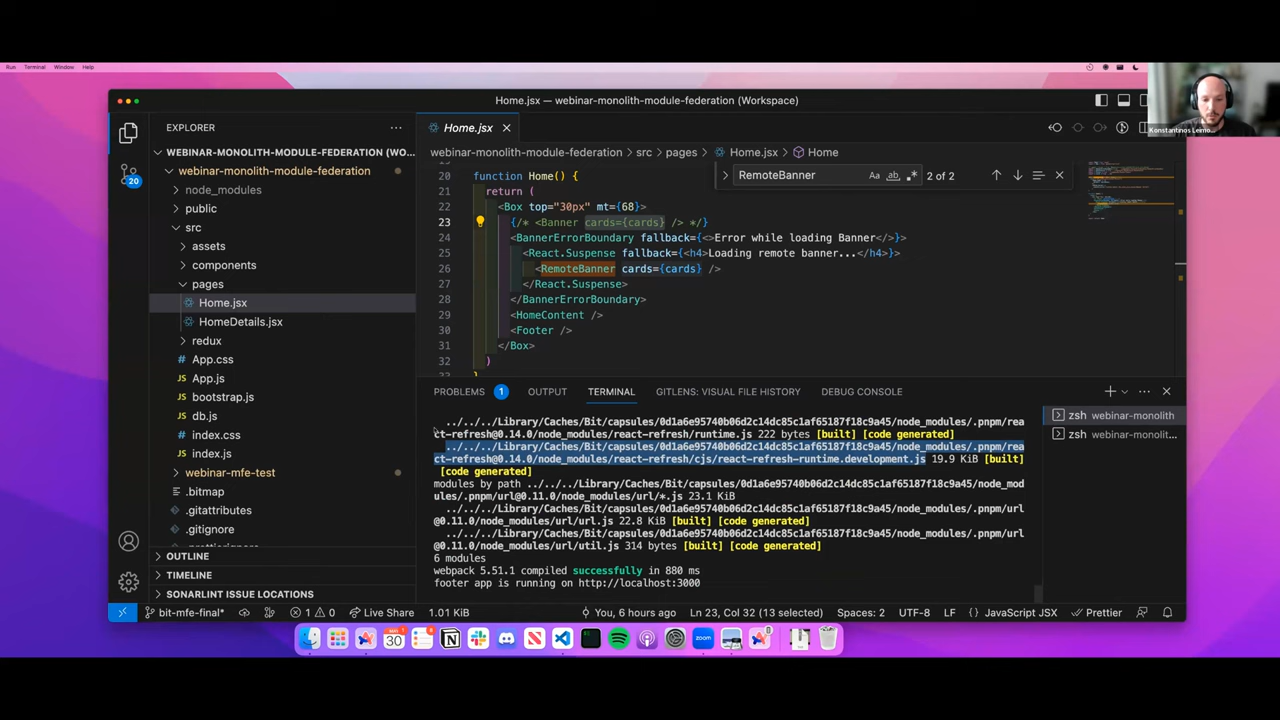 Run Terminal Window Help
Home.jsx — webinar-monolith-module-federation (Workspace)
Konstantinos Leimo...
EXPLORER
WEBINAR-MONOLITH-MODULE-FEDERATION (WO...
webinar-monolith-module-federation
node_modules
public
src
assets
components
pages
Home.jsx
HomeDetails.jsx
redux
App.css
App.js
bootstrap.js
db.js
index.css
index.js
webinar-mfe-test
.bitmap
.gitattributes
.gitignore
OUTLINE
TIMELINE
SONARLINT ISSUE LOCATIONS
20
Home.jsx
webinar-monolith-module-federation > src > pages > Home.jsx > Home
RemoteBanner Aa ab .* 2 of 2
20 function Home() {
21 return (
22 <Box top="30px" mt={68}>
23 {/* <Banner cards={cards} /> */}
24 <BannerErrorBoundary fallback={<>Error while loading Banner</>}
25 <React.Suspense fallback={<h4>Loading remote banner...</h4>}
26 <RemoteBanner cards={cards} />
27 </React.Suspense>
28 </BannerErrorBoundary>
29 <HomeContent />
30 <Footer />
31 </Box>
32 )
PROBLEMS 1 OUTPUT TERMINAL GITLENS: VISUAL FILE HISTORY DEBUG CONSOLE
../../../Library/Caches/Bit/capsules/0d1a6e95740b06d2c14dc85c1af65187f18c9a45/node_modules/.pnpm/rea
ct-refresh@0.14.0/node_modules/react-refresh/runtime.js 222 bytes [built] [code generated]
../../../Library/Caches/Bit/capsules/0d1a6e95740b06d2c14dc85c1af65187f18c9a45/node_modules/.pnpm/rea
ct-refresh@0.14.0/node_modules/react-refresh/cjs/react-refresh-runtime.development.js 19.9 KiB [built]
[code generated]
modules by path ../../../Library/Caches/Bit/capsules/0d1a6e95740b06d2c14dc85c1af65187f18c9a45/node_mod
ules/.pnpm/url@0.11.0/node_modules/url/*.js 23.1 KiB
../../../Library/Caches/Bit/capsules/0d1a6e95740b06d2c14dc85c1af65187f18c9a45/node_modules/.pnpm/url
@0.11.0/node_modules/url/url.js 22.8 KiB [built] [code generated]
../../../Library/Caches/Bit/capsules/0d1a6e95740b06d2c14dc85c1af65187f18c9a45/node_modules/.pnpm/url
@0.11.0/node_modules/url/util.js 314 bytes [built] [code generated]
6 modules
webpack 5.51.1 compiled successfully in 880 ms
footer app is running on http://localhost:3000
zsh webinar-monolith
zsh webinar-monolit...
bit-mfe-final* 1 0 Live Share 1.01 KiB You, 6 hours ago Ln 23, Col 32 (13 selected) Spaces: 2 UTF-8 LF JavaScript JSX Prettier
30